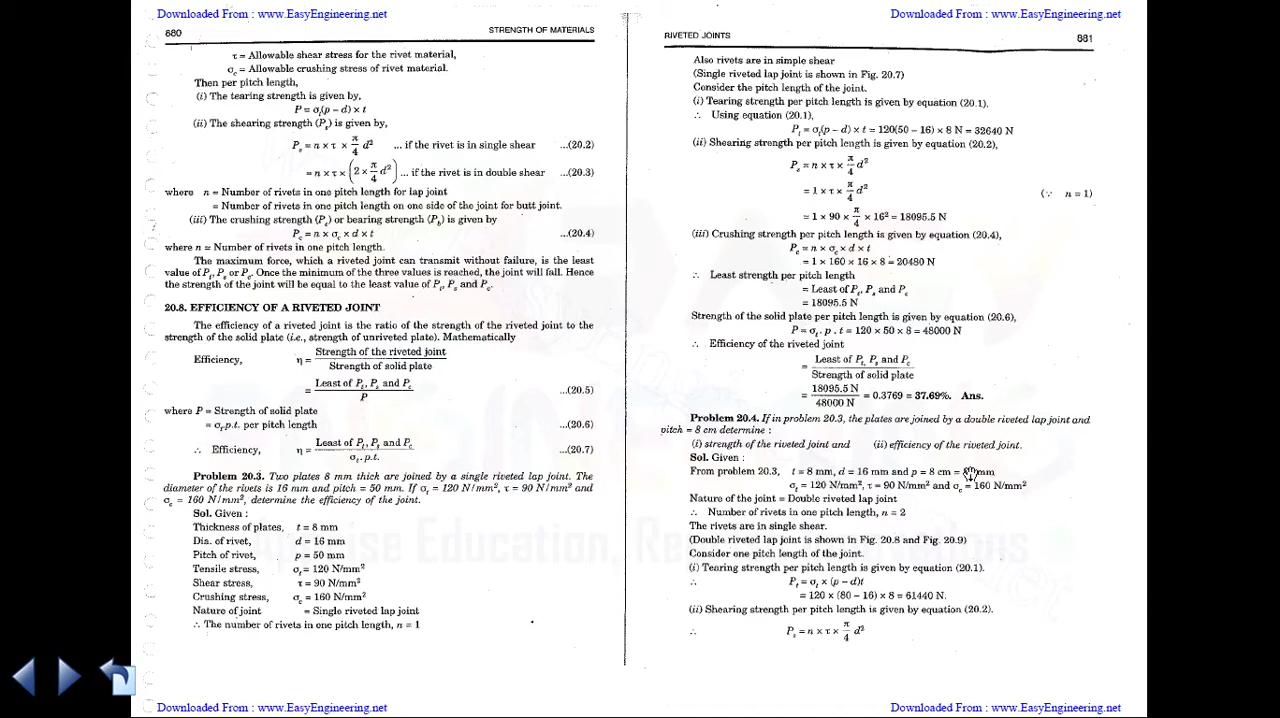 Downloaded From : www.EasyEngineering.net
Downloaded From : www.EasyEngineering.net
680
STRENGTH OF MATERIALS
τ = Allowable shear stress for the rivet material,
σc = Allowable crushing stress of rivet material.
Then per pitch length,
(i) The tearing strength is given by,
P = σt(p – d) × t
(ii) The shearing strength (Ps) is given by,
Ps = n × τ × π/4 d² ... if the rivet is in single shear ...(20.2)
= n × τ × (2 × π/4 d²) ... if the rivet is in double shear ...(20.3)
where n = Number of rivets in one pitch length for lap joint
= Number of rivets in one pitch length on one side of the joint for butt joint.
(iii) The crushing strength (Pc) or bearing strength (Pb) is given by
Pc = n × σc × d × t ...(20.4)
where n = Number of rivets in one pitch length.
The maximum force, which a riveted joint can transmit without failure, is the least
value of Pt, Ps or Pc. Once the minimum of the three values is reached, the joint will fall. Hence
the strength of the joint will be equal to the least value of Pt, Ps and Pc.
20.8. EFFICIENCY OF A RIVETED JOINT
The efficiency of a riveted joint is the ratio of the strength of the riveted joint to the
strength of the solid plate (i.e., strength of unriveted plate). Mathematically
Efficiency, η = Strength of the riveted joint / Strength of solid plate
= Least of Pt, Ps and Pc / P ...(20.5)
where P = Strength of solid plate
= σt.p.t. per pitch length ...(20.6)
∴ Efficiency, η = Least of Pt, Ps and Pc / σt.p.t. ...(20.7)
Problem 20.3. Two plates 8 mm thick are joined by a single riveted lap joint. The
diameter of the rivets is 16 mm and pitch = 50 mm. If σt = 120 N/mm², τ = 90 N/mm² and
σc = 160 N/mm², determine the efficiency of the joint.
Sol. Given :
Thickness of plates, t = 8 mm
Dia. of rivet, d = 16 mm
Pitch of rivet, p = 50 mm
Tensile stress, σt = 120 N/mm²
Shear stress, τ = 90 N/mm²
Crushing stress, σc = 160 N/mm²
Nature of joint = Single riveted lap joint
∴ The number of rivets in one pitch length, n = 1
RIVETED JOINTS
681
Also rivets are in simple shear
(Single riveted lap joint is shown in Fig. 20.7)
Consider the pitch length of the joint.
(i) Tearing strength per pitch length is given by equation (20.1).
∴ Using equation (20.1),
Pt = σt(p – d) × t = 120(50 – 16) × 8 N = 32640 N
(ii) Shearing strength per pitch length is given by equation (20.2),
Ps = n × τ × π/4 d²
= 1 × τ × π/4 d² (∵ n = 1)
= 1 × 90 × π/4 × 16² = 18095.5 N
(iii) Crushing strength per pitch length is given by equation (20.4),
Pc = n × σc × d × t
= 1 × 160 × 16 × 8 = 20480 N
∴ Least strength per pitch length
= Least of Pt, Ps and Pc
= 18095.5 N
Strength of the solid plate per pitch length is given by equation (20.6),
P = σt . p . t = 120 × 50 × 8 = 48000 N
∴ Efficiency of the riveted joint
= Least of Pt, Ps and Pc / Strength of solid plate
= 18095.5 N / 48000 N = 0.3769 = 37.69%. Ans.
Problem 20.4. If in problem 20.3, the plates are joined by a double riveted lap joint and
pitch = 8 cm determine :
(i) strength of the riveted joint and (ii) efficiency of the riveted joint.
Sol. Given :
From problem 20.3, t = 8 mm, d = 16 mm and p = 8 cm = mm
σt = 120 N/mm², τ = 90 N/mm² and σc = 160 N/mm²
Nature of the joint = Double riveted lap joint
∴ Number of rivets in one pitch length, n = 2
The rivets are in single shear.
(Double riveted lap joint is shown in Fig. 20.8 and Fig. 20.9)
Consider one pitch length of the joint.
(i) Tearing strength per pitch length is given by equation (20.1).
∴ Pt = σt × (p – d)t
= 120 × (80 – 16) × 8 = 61440 N.
(ii) Shearing strength per pitch length is given by equation (20.2).
∴ Ps = n × τ × π/4 d²
Downloaded From : www.EasyEngineering.net
Downloaded From : www.EasyEngineering.net